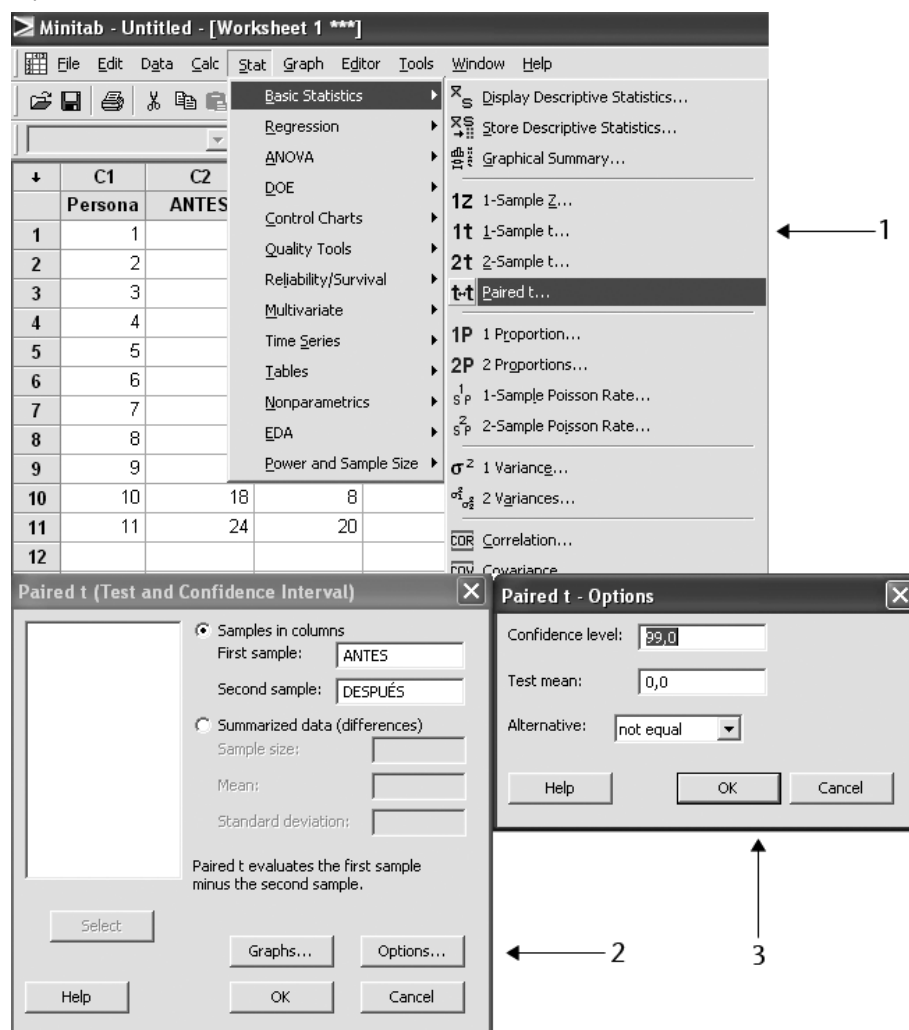 Minitab - Untitled - [Worksheet 1 ***]
File Edit Data Calc Stat Graph Editor Tools Window Help
Basic Statistics
Regression
ANOVA
DOE
Control Charts
Quality Tools
Reliability/Survival
Multivariate
Time Series
Tables
Nonparametrics
EDA
Power and Sample Size
Display Descriptive Statistics...
Store Descriptive Statistics...
Graphical Summary...
1Z 1-Sample Z...
1t 1-Sample t...
2t 2-Sample t...
t-t Paired t...
1P 1 Proportion...
2P 2 Proportions...
1-Sample Poisson Rate...
2-Sample Poisson Rate...
σ² 1 Variance...
2 Variances...
COR Correlation...
COV Covariance
1
C1 C2
Persona ANTES
1 1
2 2
3 3
4 4
5 5
6 6
7 7
8 8
9 9
10 10 18 8
11 11 24 20
12
Paired t (Test and Confidence Interval)
Samples in columns
First sample: ANTES
Second sample: DESPUÉS
Summarized data (differences)
Sample size:
Mean:
Standard deviation:
Paired t evaluates the first sample
minus the second sample.
Select
Graphs... Options...
Help OK Cancel
2
Paired t - Options
Confidence level: 99,0
Test mean: 0,0
Alternative: not equal
Help OK Cancel
3